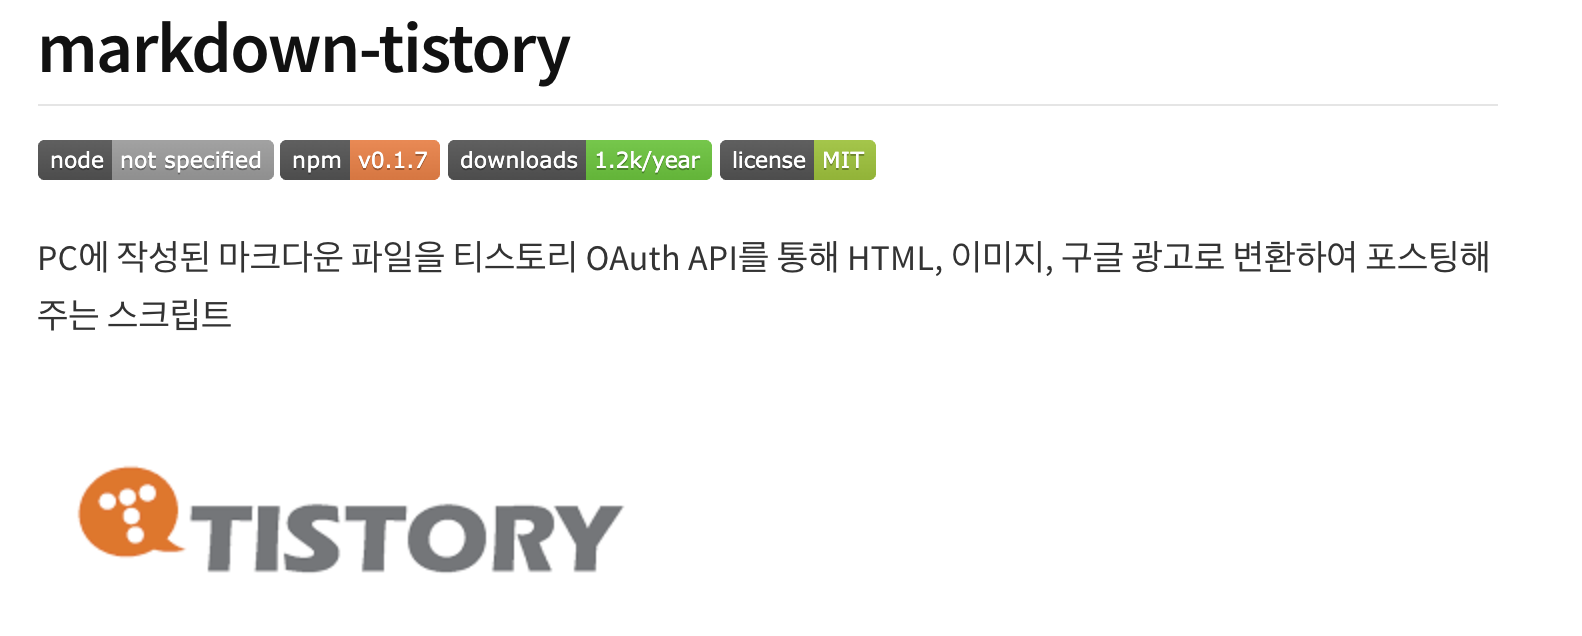 markdown-tistory
node not specified npm v0.1.7 downloads 1.2k/year license MIT
PC에 작성된 마크다운 파일을 티스토리 OAuth API를 통해 HTML, 이미지, 구글 광고로 변환하여 포스팅해
주는 스크립트
TISTORY